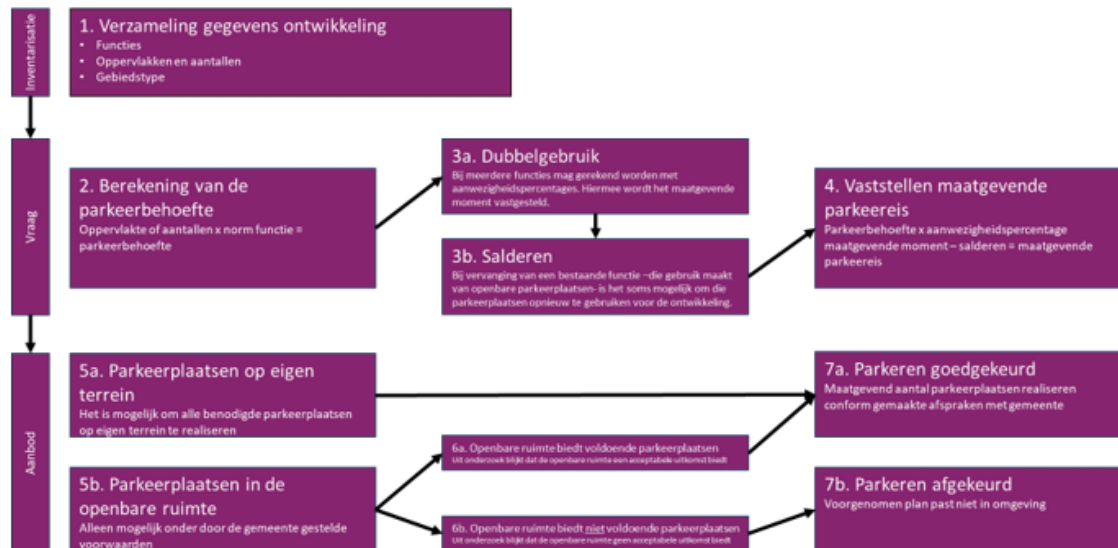 Inventarisatie
1. Verzameling gegevens ontwikkeling
• Functies
• Oppervlakken en aantallen
• Gebiedstype
Vraag
2. Berekening van de
parkeerbehoefte
Oppervlakte of aantallen x norm functie =
parkeerbehoefte
3a. Dubbelgebruik
Bij meerdere functies mag gerekend worden met
aanwezigheidspercentages. Hiermee wordt het maatgevende
moment vastgesteld.
3b. Salderen
Bij vervanging van een bestaande functie –die gebruik maakt
van openbare parkeerplaatsen- is het soms mogelijk om die
parkeerplaatsen opnieuw te gebruiken voor de ontwikkeling.
4. Vaststellen maatgevende
parkeereis
Parkeerbehoefte x aanwezigheidspercentage
maatgevende moment – salderen = maatgevende
parkeereis
Aanbod
5a. Parkeerplaatsen op eigen
terrein
Het is mogelijk om alle benodigde parkeerplaatsen
op eigen terrein te realiseren
5b. Parkeerplaatsen in de
openbare ruimte
Alleen mogelijk onder door de gemeente gestelde
voorwaarden
6a. Openbare ruimte biedt voldoende parkeerplaatsen
Uit onderzoek blijkt dat de openbare ruimte een acceptabele uitkomst biedt
6b. Openbare ruimte biedt niet voldoende parkeerplaatsen
Uit onderzoek blijkt dat de openbare ruimte geen acceptabele uitkomst biedt
7a. Parkeren goedgekeurd
Maatgevend aantal parkeerplaatsen realiseren
conform gemaakte afspraken met gemeente
7b. Parkeren afgekeurd
Voorgenomen plan past niet in omgeving